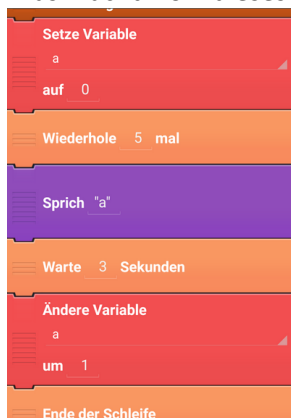 Setze Variable
a
auf 0
Wiederhole 5 mal
Sprich "a"
Warte 3 Sekunden
Ändere Variable
a
um 1
Ende der Schleife